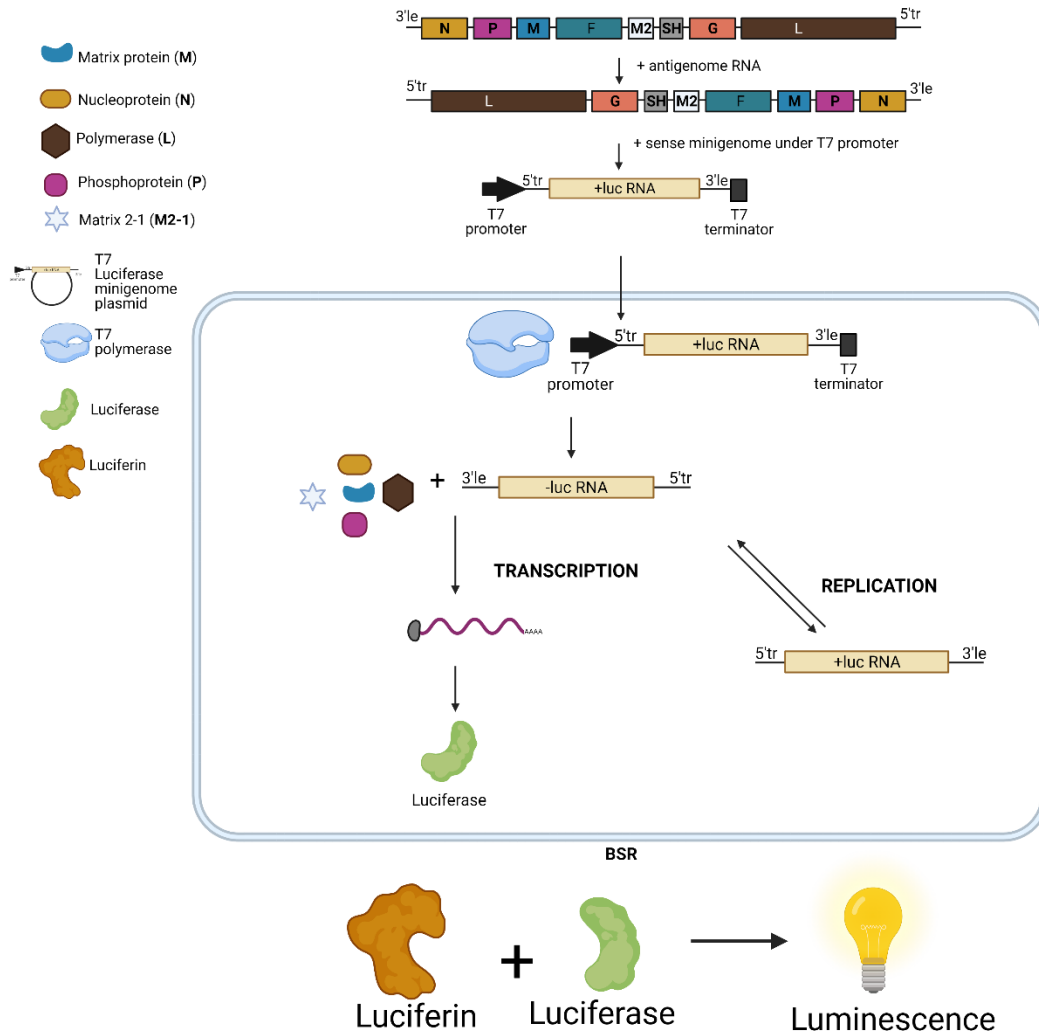 3'le N P M F M2 SH G L 5'tr
+ antigenome RNA
5'tr L G SH M2 F M P N 3'le
+ sense minigenome under T7 promoter
5'tr +luc RNA 3'le
T7
promoter
T7
terminator
Matrix protein (M)
Nucleoprotein (N)
Polymerase (L)
Phosphoprotein (P)
Matrix 2-1 (M2-1)
T7
Luciferase
minigenome
plasmid
T7
polymerase
Luciferase
Luciferin
5'tr +luc RNA 3'le
T7
promoter
T7
terminator
+
3'le -luc RNA 5'tr
TRANSCRIPTION
REPLICATION
AAAA
5'tr +luc RNA 3'le
Luciferase
BSR
+
Luciferin
Luciferase
Luminescence